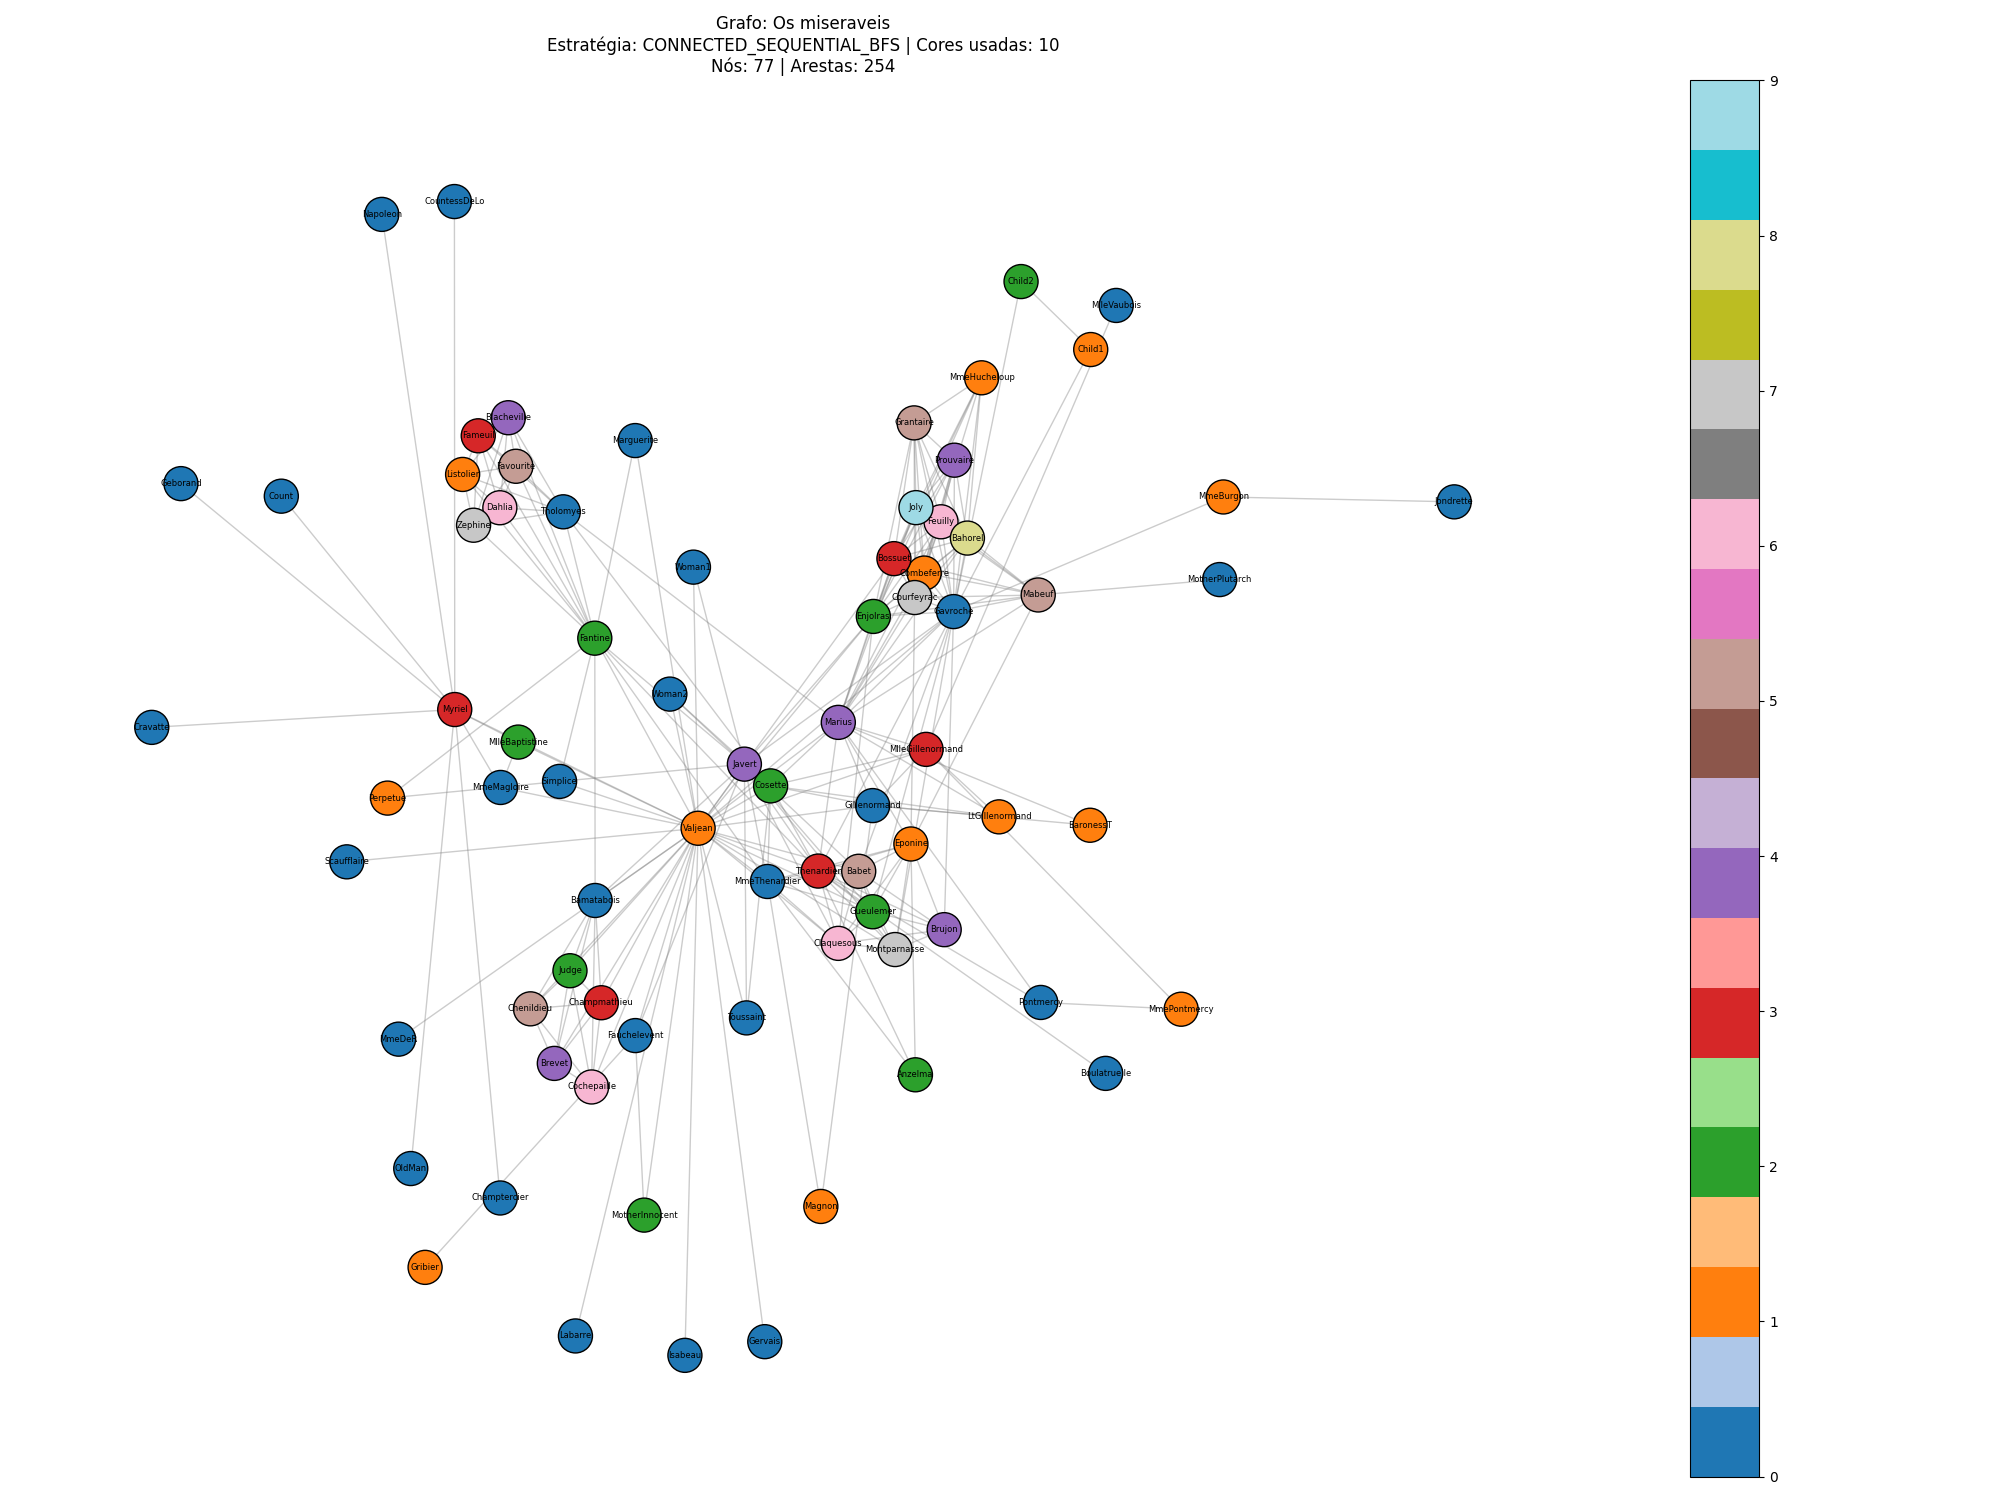 Grafo: Os miseraveis
Estratégia: CONNECTED_SEQUENTIAL_BFS | Cores usadas: 10
Nós: 77 | Arestas: 254
9
CountessDeLo
Napoleon
8
Child2
MlleVaubois
Child1
MmeHucheloup
7
Blacheville
Grantaire
Fameuil
Marguerite
Prouvaire
Favourite
Listolier
Geborand
Count
MmeBurgon
Jondrette
6
Dahlia
Joly
Tholomyes
Feuilly
Zephine
Bahorel
Bossuet
Woman1
Combeferre
MotherPlutarch
Mabeuf
Courfeyrac
Gavroche
Enjolras
Fantine
Woman2
5
Myriel
Marius
Cravatte
MlleBaptistine
MlleGillenormand
Javert
Simplice
Cosette
MmeMagloire
Perpetue
Gillenormand
LtGillenormand
BaronessT
Valjean
Eponine
4
Scaufflaire
Thenardier
Babet
MmeThenardier
Bamatabois
Gueulemer
Brujon
Claquesous
Montparnasse
Judge
Champmathieu
Pontmercy
Chenildieu
MmePontmercy
3
Toussaint
Fauchelevent
MmeDeR
Brevet
Boulatruelle
Anzelma
Cochepaille
2
OldMan
Champtercier
Magnon
MotherInnocent
Gribier
1
Labarre
Gervais
Isabeau
0